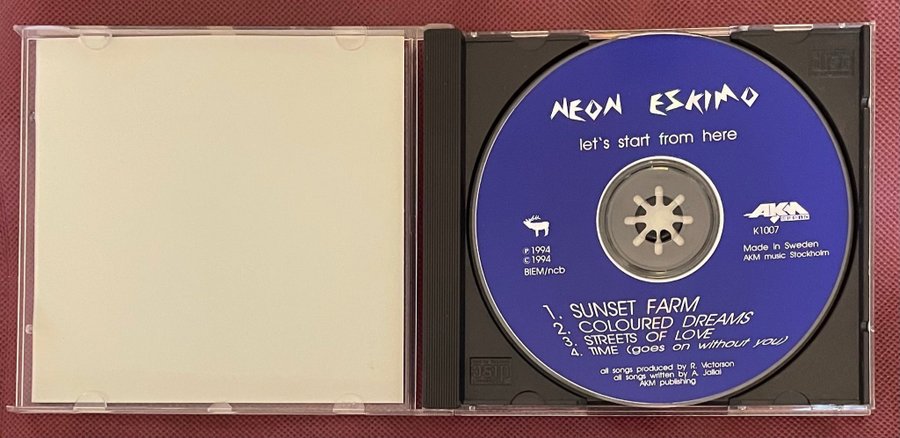 NEON ESKIMO
let's start from here
AKM
K1007
Made in Sweden
AKM music Stockholm
℗ 1994
© 1994
BIEM/ncb
1. SUNSET FARM
2. COLOURED DREAMS
3. STREETS OF LOVE
4. TIME (goes on without you)
all songs produced by R. Victorson
all songs written by A. Jallai
AKM publishing